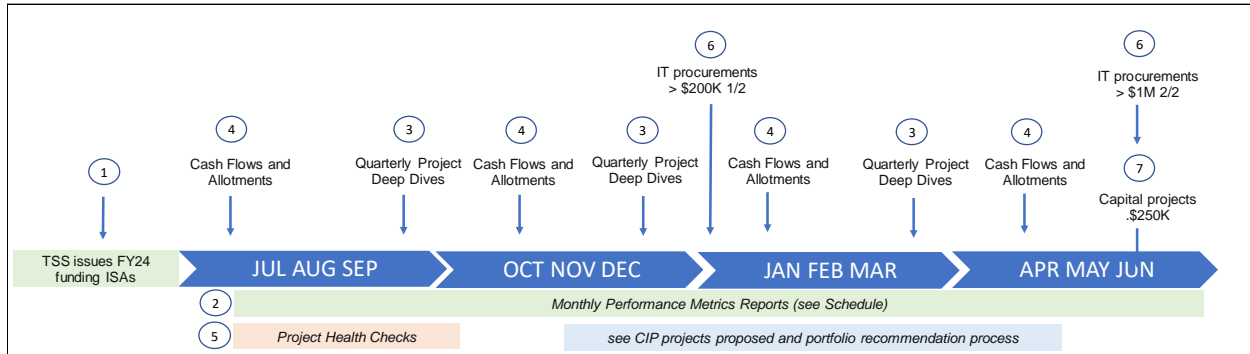 6
IT procurements
> $200K 1/2
6
IT procurements
> $1M 2/2
4
Cash Flows and
Allotments
3
Quarterly Project
Deep Dives
4
Cash Flows and
Allotments
3
Quarterly Project
Deep Dives
4
Cash Flows and
Allotments
3
Quarterly Project
Deep Dives
4
Cash Flows and
Allotments
1
7
Capital projects
.$250K
TSS issues FY24
funding ISAs
JUL AUG SEP
OCT NOV DEC
JAN FEB MAR
APR MAY JUN
2
Monthly Performance Metrics Reports (see Schedule)
5
Project Health Checks
see CIP projects proposed and portfolio recommendation process